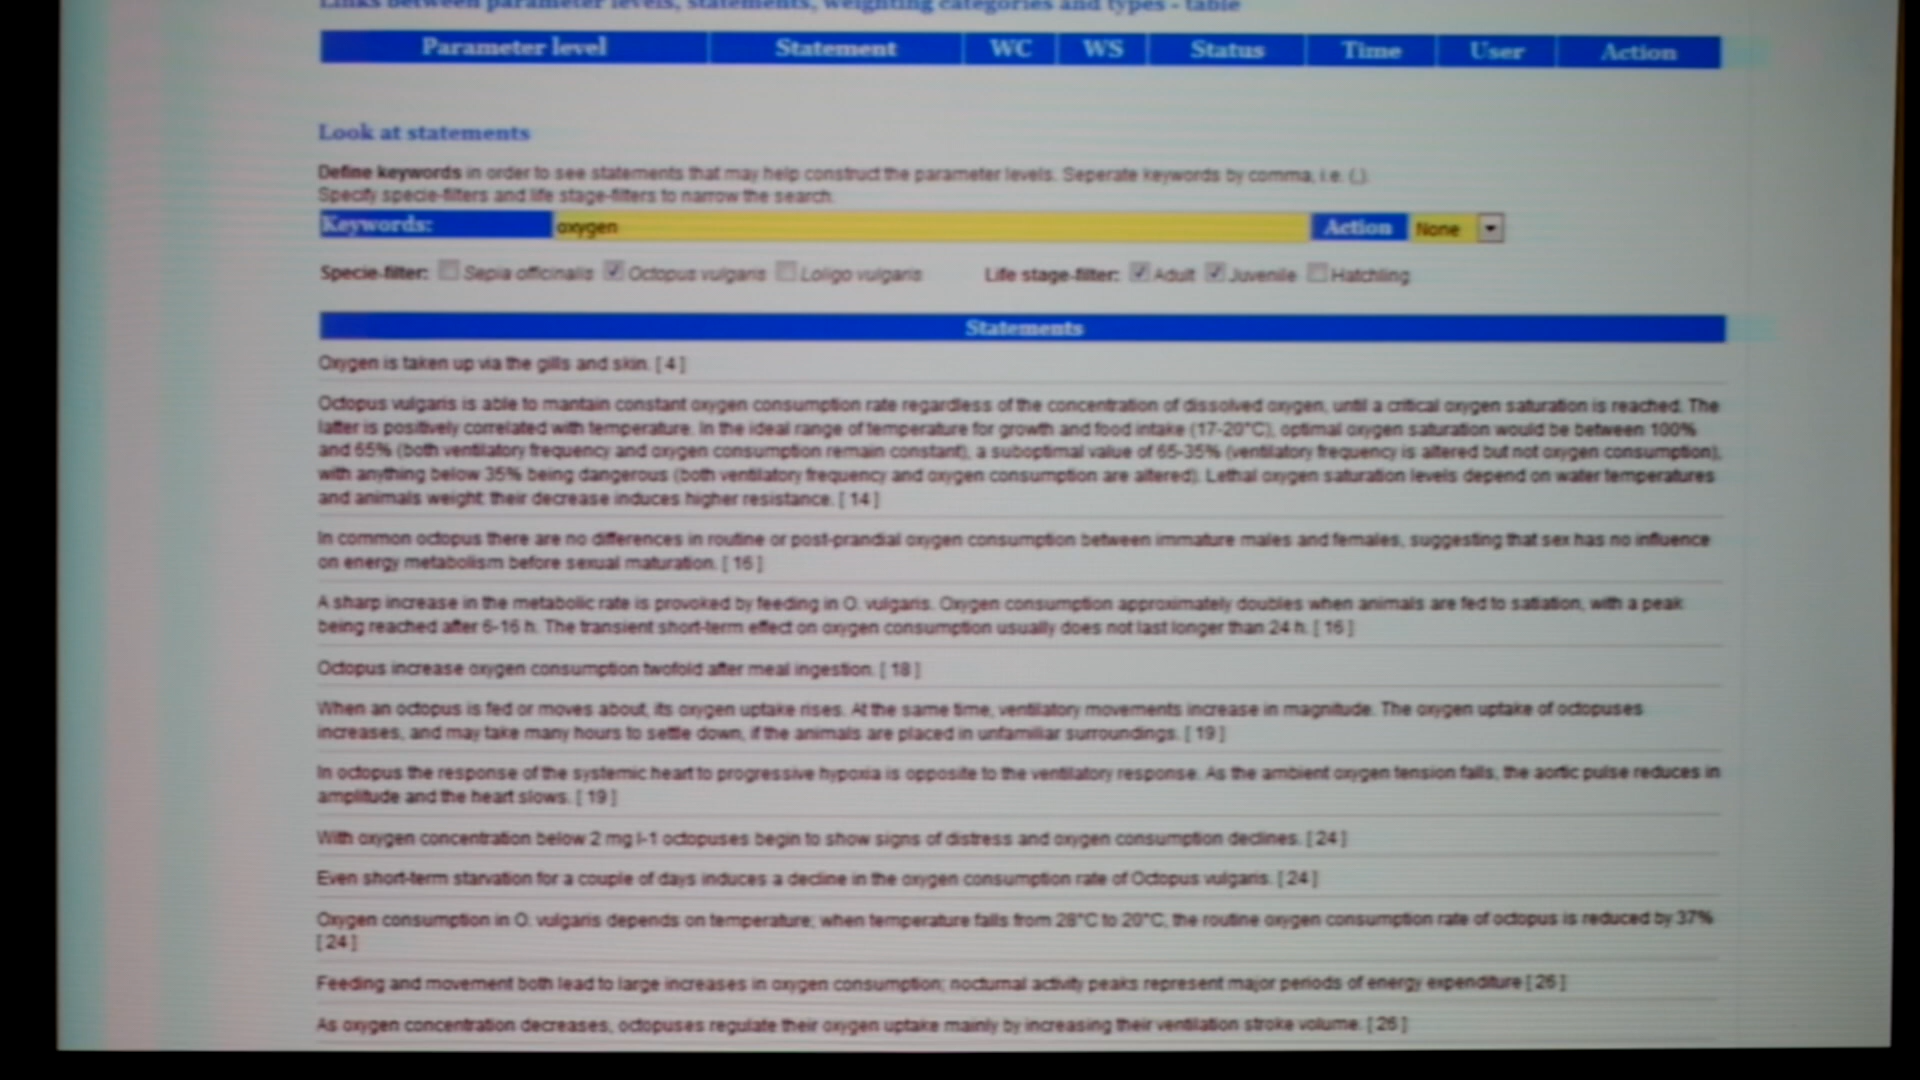 Links between parameter levels, statements, weighting categories and types - table
Parameter level Statement WC WS Status Time User Action
Look at statements
Define keywords in order to see statements that may help construct the parameter levels. Seperate keywords by comma, i.e. (,).
Specify specie-filters and life stage-filters to narrow the search.
Keywords: oxygen Action None
Specie-filter: Sepia officinalis Octopus vulgaris Loligo vulgaris Life stage-filter: Adult Juvenile Hatchling
Statements
Oxygen is taken up via the gills and skin. [ 4 ]
Octopus vulgaris is able to mantain constant oxygen consumption rate regardless of the concentration of dissolved oxygen, until a critical oxygen saturation is reached. The
latter is positively correlated with temperature. In the ideal range of temperature for growth and food intake (17-20°C), optimal oxygen saturation would be between 100%
and 65% (both ventilatory frequency and oxygen consumption remain constant), a suboptimal value of 65-35% (ventilatory frequency is altered but not oxygen consumption),
with anything below 35% being dangerous (both ventilatory frequency and oxygen consumption are altered). Lethal oxygen saturation levels depend on water temperatures
and animals weight: their decrease induces higher resistance. [ 14 ]
In common octopus there are no differences in routine or post-prandial oxygen consumption between immature males and females, suggesting that sex has no influence
on energy metabolism before sexual maturation. [ 16 ]
A sharp increase in the metabolic rate is provoked by feeding in O. vulgaris. Oxygen consumption approximately doubles when animals are fed to satiation, with a peak
being reached after 6-16 h. The transient short-term effect on oxygen consumption usually does not last longer than 24 h. [ 16 ]
Octopus increase oxygen consumption twofold after meal ingestion. [ 18 ]
When an octopus is fed or moves about, its oxygen uptake rises. At the same time, ventilatory movements increase in magnitude. The oxygen uptake of octopuses
increases, and may take many hours to settle down, if the animals are placed in unfamiliar surroundings. [ 19 ]
In octopus the response of the systemic heart to progressive hypoxia is opposite to the ventilatory response. As the ambient oxygen tension falls, the aortic pulse reduces in
amplitude and the heart slows. [ 19 ]
With oxygen concentration below 2 mg l-1 octopuses begin to show signs of distress and oxygen consumption declines. [ 24 ]
Even short-term starvation for a couple of days induces a decline in the oxygen consumption rate of Octopus vulgaris. [ 24 ]
Oxygen consumption in O. vulgaris depends on temperature; when temperature falls from 28°C to 20°C, the routine oxygen consumption rate of octopus is reduced by 37%
[ 24 ]
Feeding and movement both lead to large increases in oxygen consumption; nocturnal activity peaks represent major periods of energy expenditure [ 26 ]
As oxygen concentration decreases, octopuses regulate their oxygen uptake mainly by increasing their ventilation stroke volume. [ 26 ]